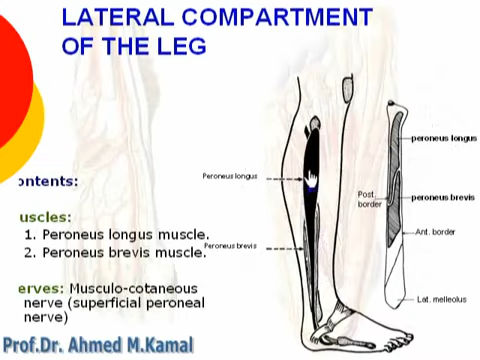 LATERAL COMPARTMENT
OF THE LEG
ontents:
uscles:
1. Peroneus longus muscle.
2. Peroneus brevis muscle.
erves: Musculo-cotaneous
nerve (superficial peroneal
nerve)
Peroneus longus
Peroneus brevis
peroneus longus
Post.
border
peroneus brevis
Ant. border
Lat. melleolus
Prof.Dr. Ahmed M.Kamal